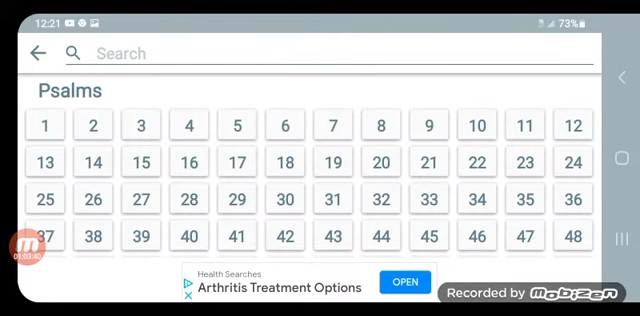 12:21
73%
Search
Psalms
1 2 3 4 5 6 7 8 9 10 11 12
13 14 15 16 17 18 19 20 21 22 23 24
25 26 27 28 29 30 31 32 33 34 35 36
37 38 39 40 41 42 43 44 45 46 47 48
01:03:40
Health Searches
Arthritis Treatment Options
OPEN
Recorded by MOBIZEN